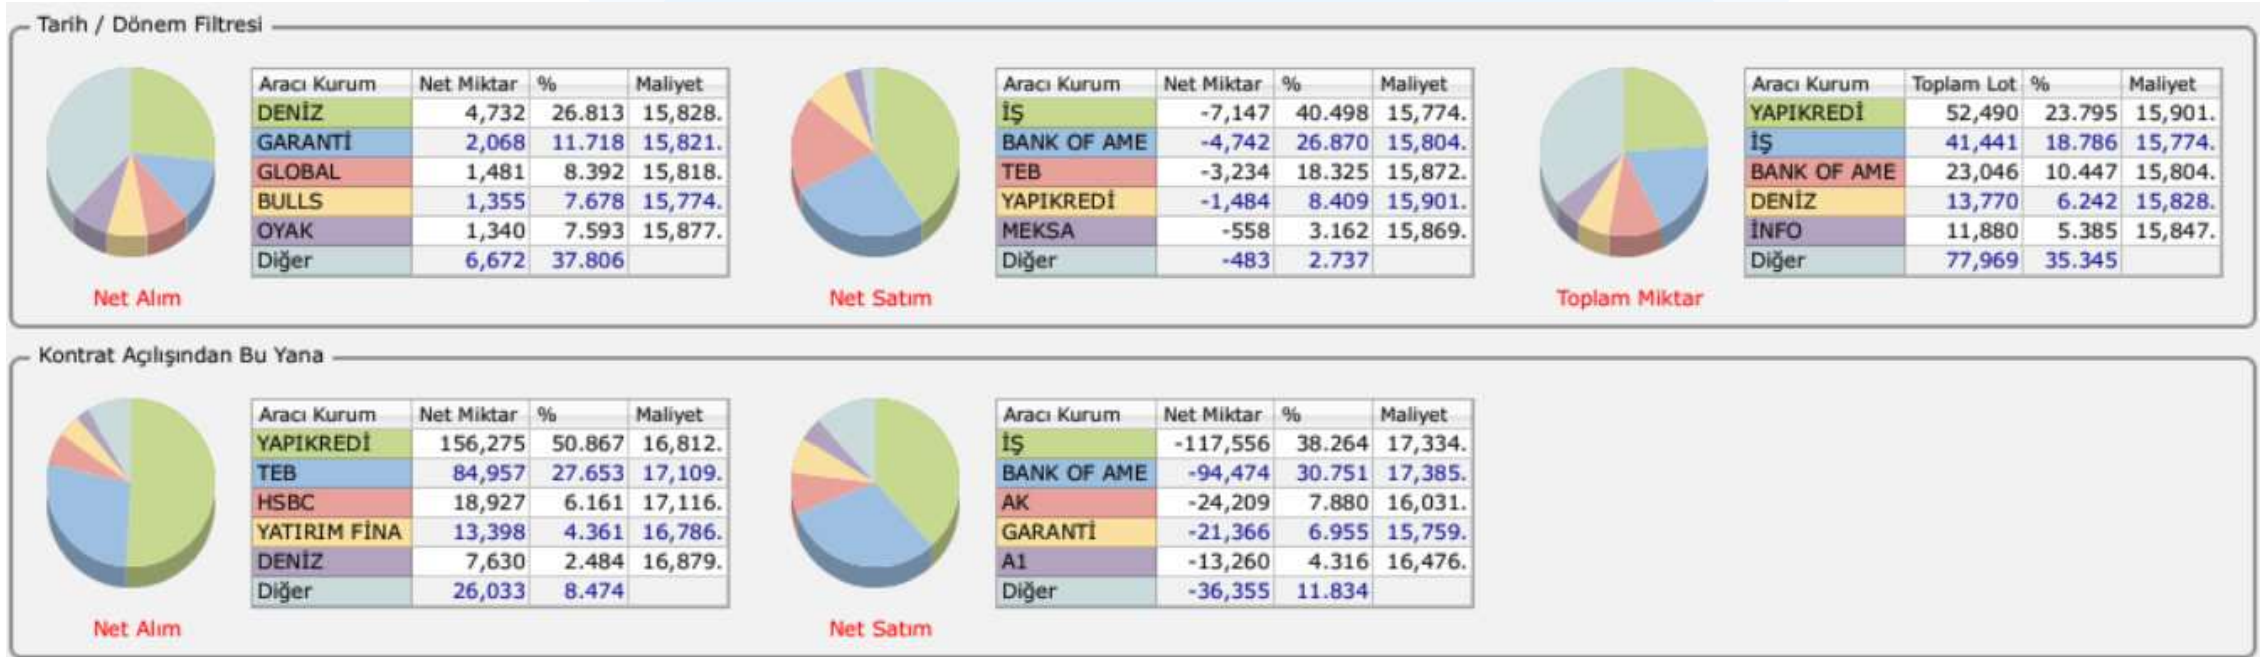 Tarih / Dönem Filtresi
Aracı Kurum Net Miktar % Maliyet
DENİZ 4,732 26.813 15,828.
GARANTİ 2,068 11.718 15,821.
GLOBAL 1,481 8.392 15,818.
BULLS 1,355 7.678 15,774.
OYAK 1,340 7.593 15,877.
Diğer 6,672 37.806
Net Alım
Aracı Kurum Net Miktar % Maliyet
İŞ -7,147 40.498 15,774.
BANK OF AME -4,742 26.870 15,804.
TEB -3,234 18.325 15,872.
YAPIKREDİ -1,484 8.409 15,901.
MEKSA -558 3.162 15,869.
Diğer -483 2.737
Net Satım
Aracı Kurum Toplam Lot % Maliyet
YAPIKREDİ 52,490 23.795 15,901.
İŞ 41,441 18.786 15,774.
BANK OF AME 23,046 10.447 15,804.
DENİZ 13,770 6.242 15,828.
İNFO 11,880 5.385 15,847.
Diğer 77,969 35.345
Toplam Miktar
Kontrat Açılışından Bu Yana
Aracı Kurum Net Miktar % Maliyet
YAPIKREDİ 156,275 50.867 16,812.
TEB 84,957 27.653 17,109.
HSBC 18,927 6.161 17,116.
YATIRIM FİNA 13,398 4.361 16,786.
DENİZ 7,630 2.484 16,879.
Diğer 26,033 8.474
Net Alım
Aracı Kurum Net Miktar % Maliyet
İŞ -117,556 38.264 17,334.
BANK OF AME -94,474 30.751 17,385.
AK -24,209 7.880 16,031.
GARANTİ -21,366 6.955 15,759.
A1 -13,260 4.316 16,476.
Diğer -36,355 11.834
Net Satım